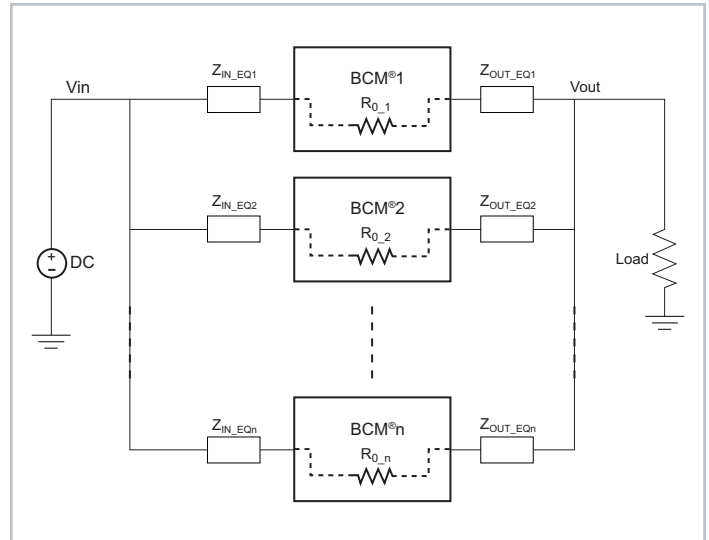 Vin
Z_IN_EQ1
BCM®1
R_0_1
Z_OUT_EQ1
Vout
Z_IN_EQ2
BCM®2
R_0_2
Z_OUT_EQ2
+
–
DC
Load
Z_IN_EQn
BCM®n
R_0_n
Z_OUT_EQn